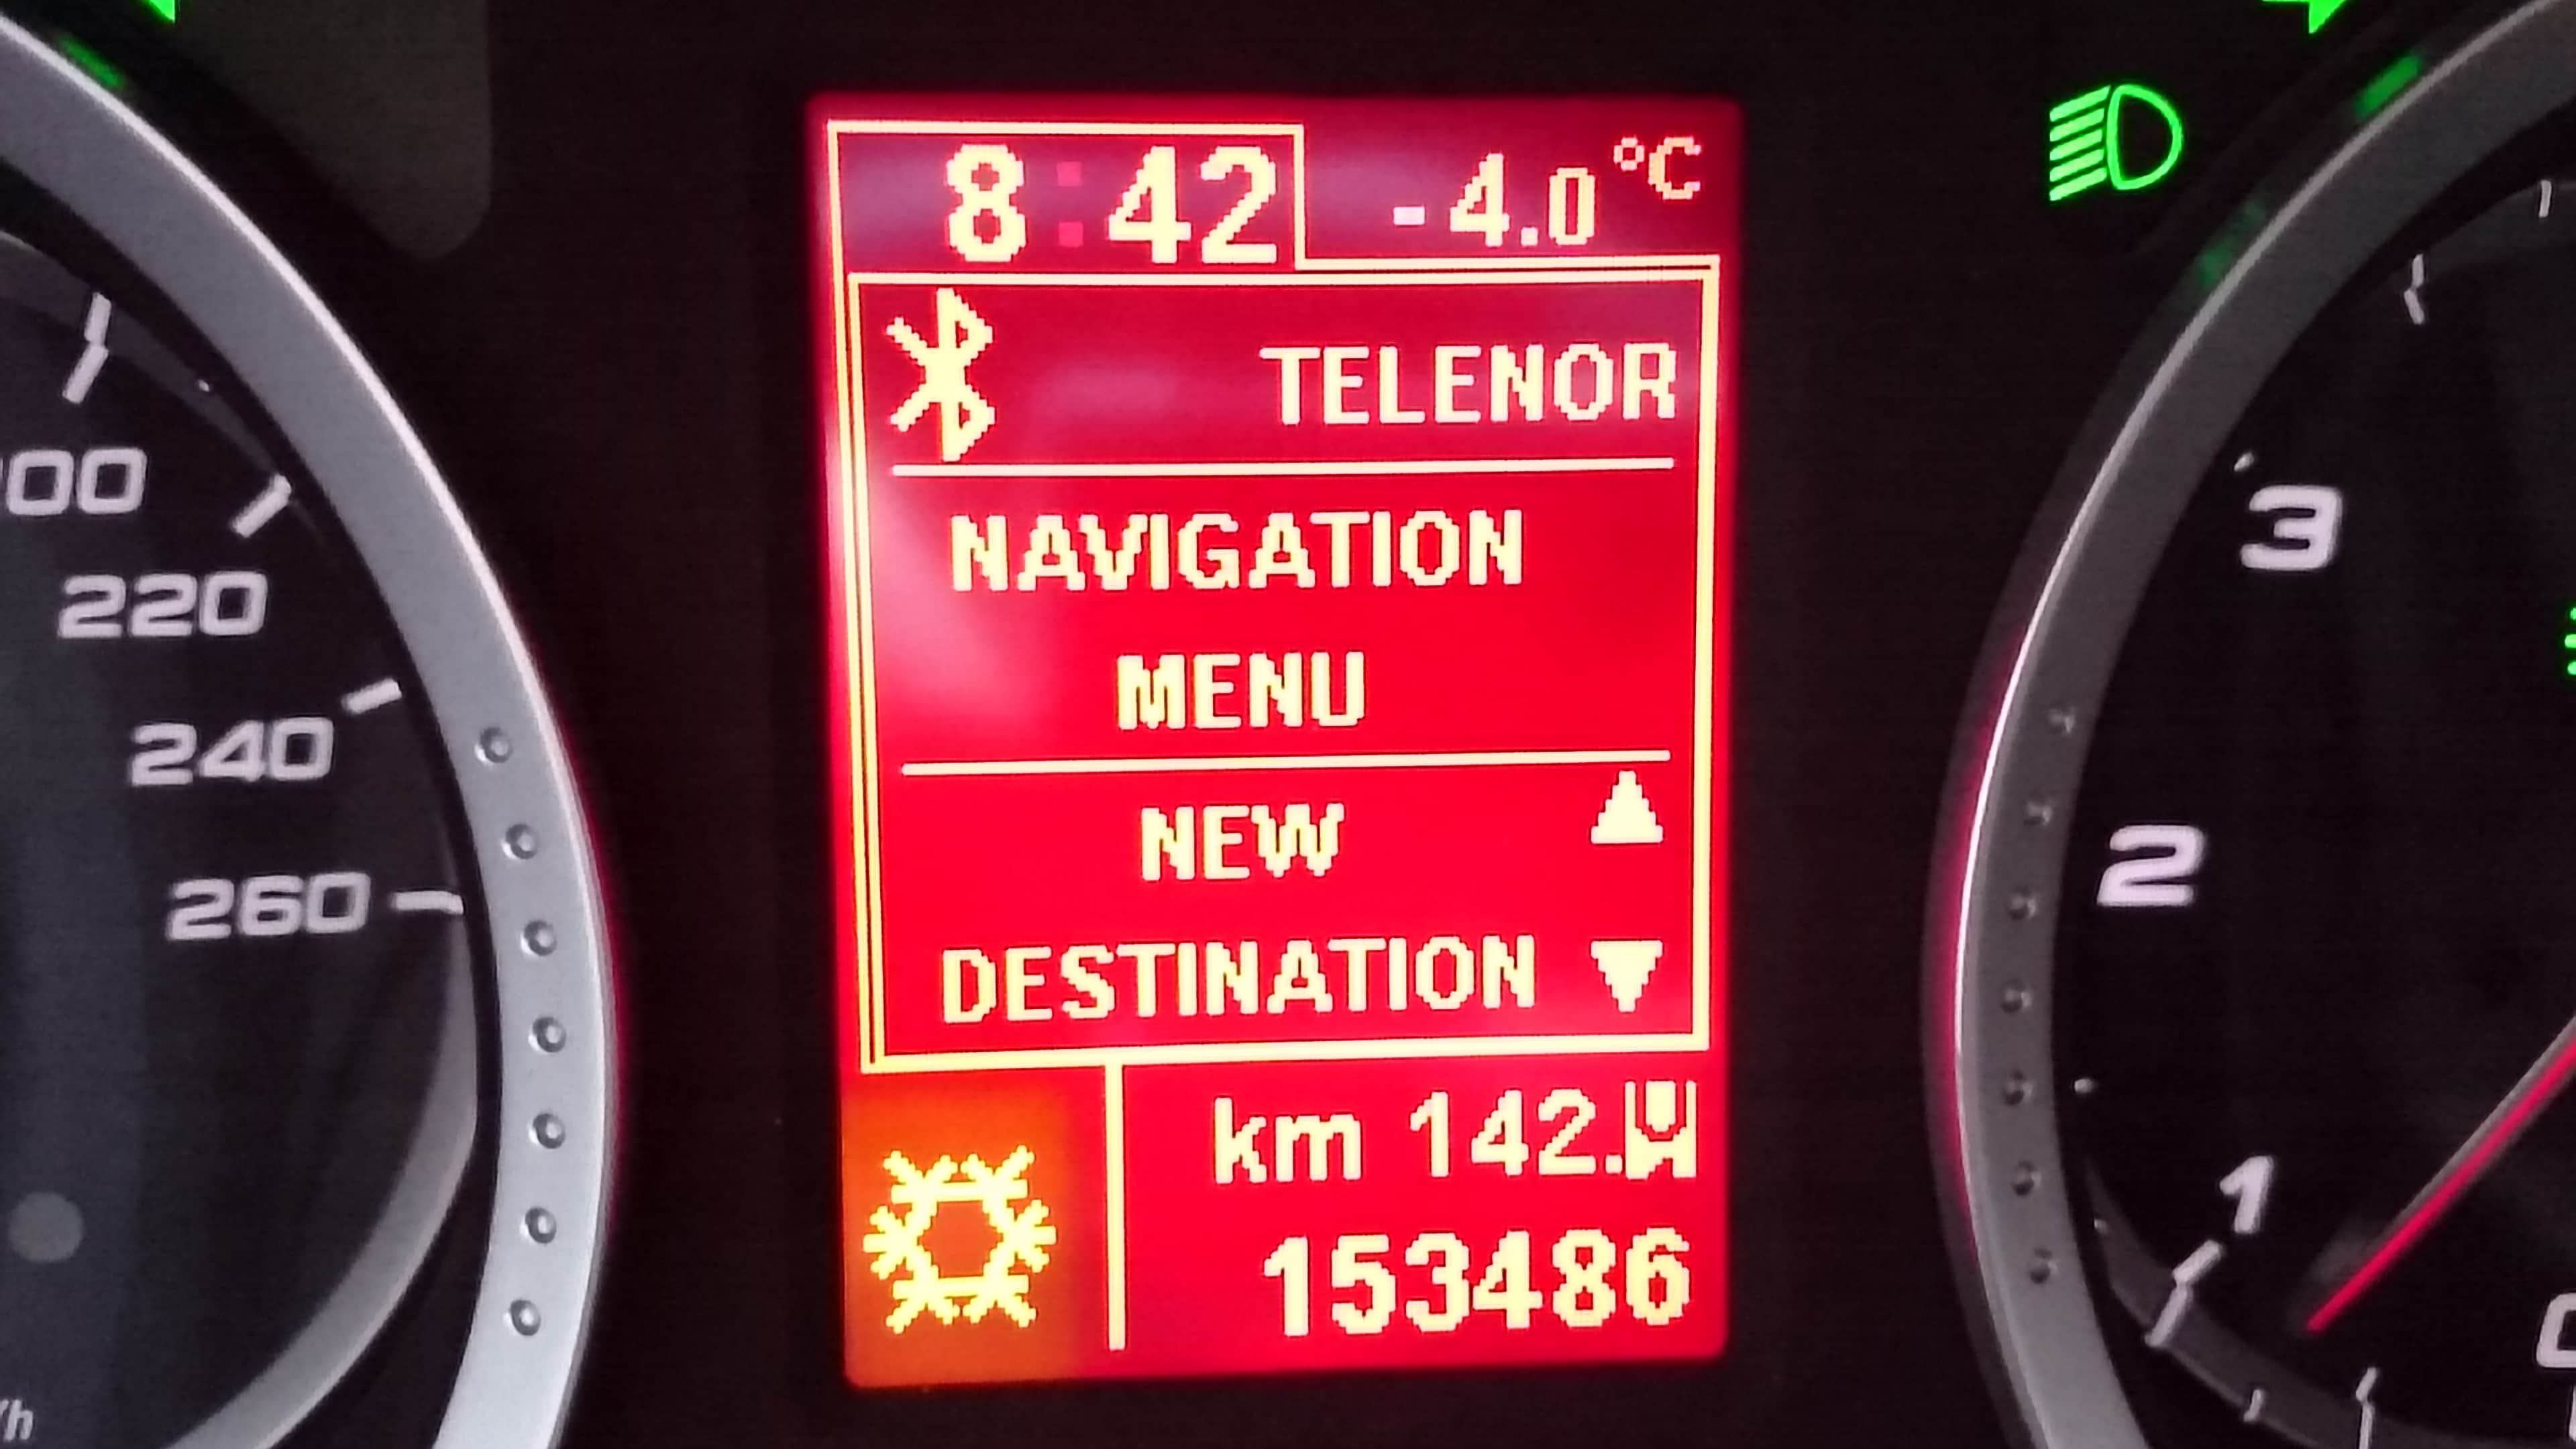 8:42 -4.0 °C
TELENOR
NAVIGATION
MENU
NEW
DESTINATION
km 142.
153486
220
240
260
3
2
1